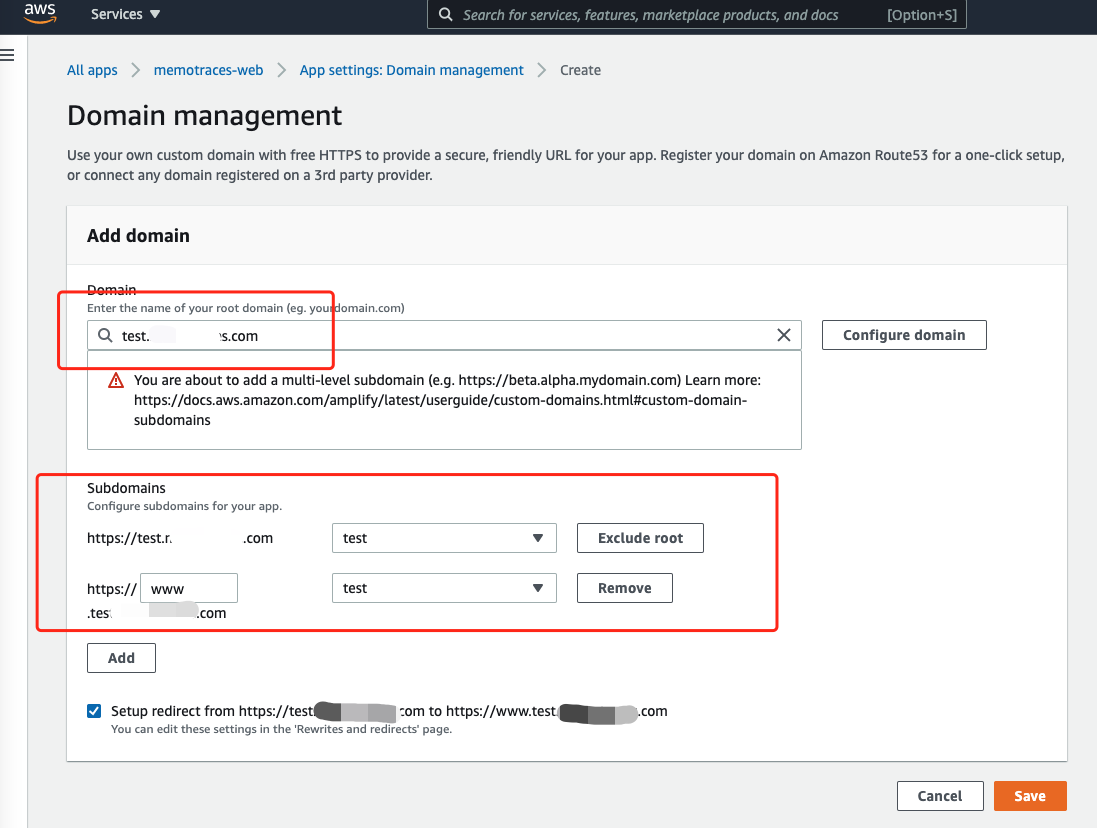 aws
Services
Search for services, features, marketplace products, and docs [Option+S]
All apps > memotraces-web > App settings: Domain management > Create
Domain management
Use your own custom domain with free HTTPS to provide a secure, friendly URL for your app. Register your domain on Amazon Route53 for a one-click setup,
or connect any domain registered on a 3rd party provider.
Add domain
Domain
Enter the name of your root domain (eg. yourdomain.com)
test. s.com
Configure domain
You are about to add a multi-level subdomain (e.g. https://beta.alpha.mydomain.com) Learn more:
https://docs.aws.amazon.com/amplify/latest/userguide/custom-domains.html#custom-domain-
subdomains
Subdomains
Configure subdomains for your app.
https://test. .com test Exclude root
https:// www test Remove
.test .com
Add
Setup redirect from https://test .com to https://www.test. .com
You can edit these settings in the 'Rewrites and redirects' page.
Cancel Save